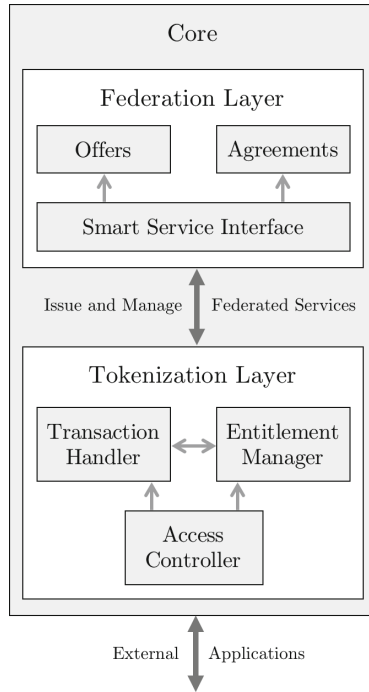 Core
Federation Layer
Offers
Agreements
Smart Service Interface
Issue and Manage
Federated Services
Tokenization Layer
Transaction
Handler
Entitlement
Manager
Access
Controller
External
Applications